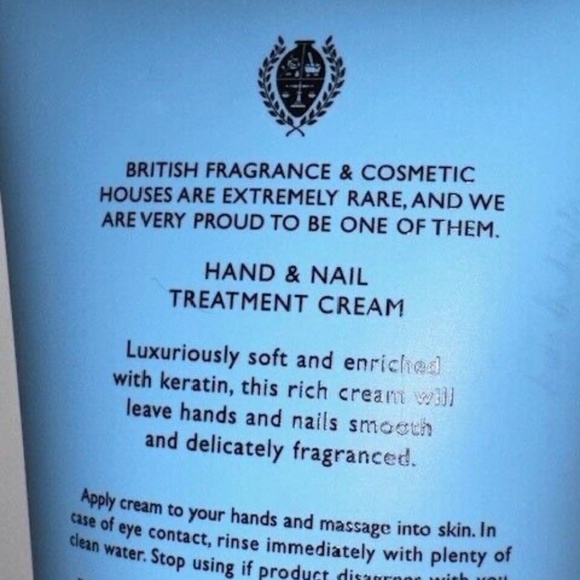 BRITISH FRAGRANCE & COSMETIC
HOUSES ARE EXTREMELY RARE, AND WE
ARE VERY PROUD TO BE ONE OF THEM.
HAND & NAIL
TREATMENT CREAM
Luxuriously soft and enriched
with keratin, this rich cream will
leave hands and nails smooth
and delicately fragranced.
Apply cream to your hands and massage into skin. In
case of eye contact, rinse immediately with plenty of
clean water. Stop using if product disagrees with you